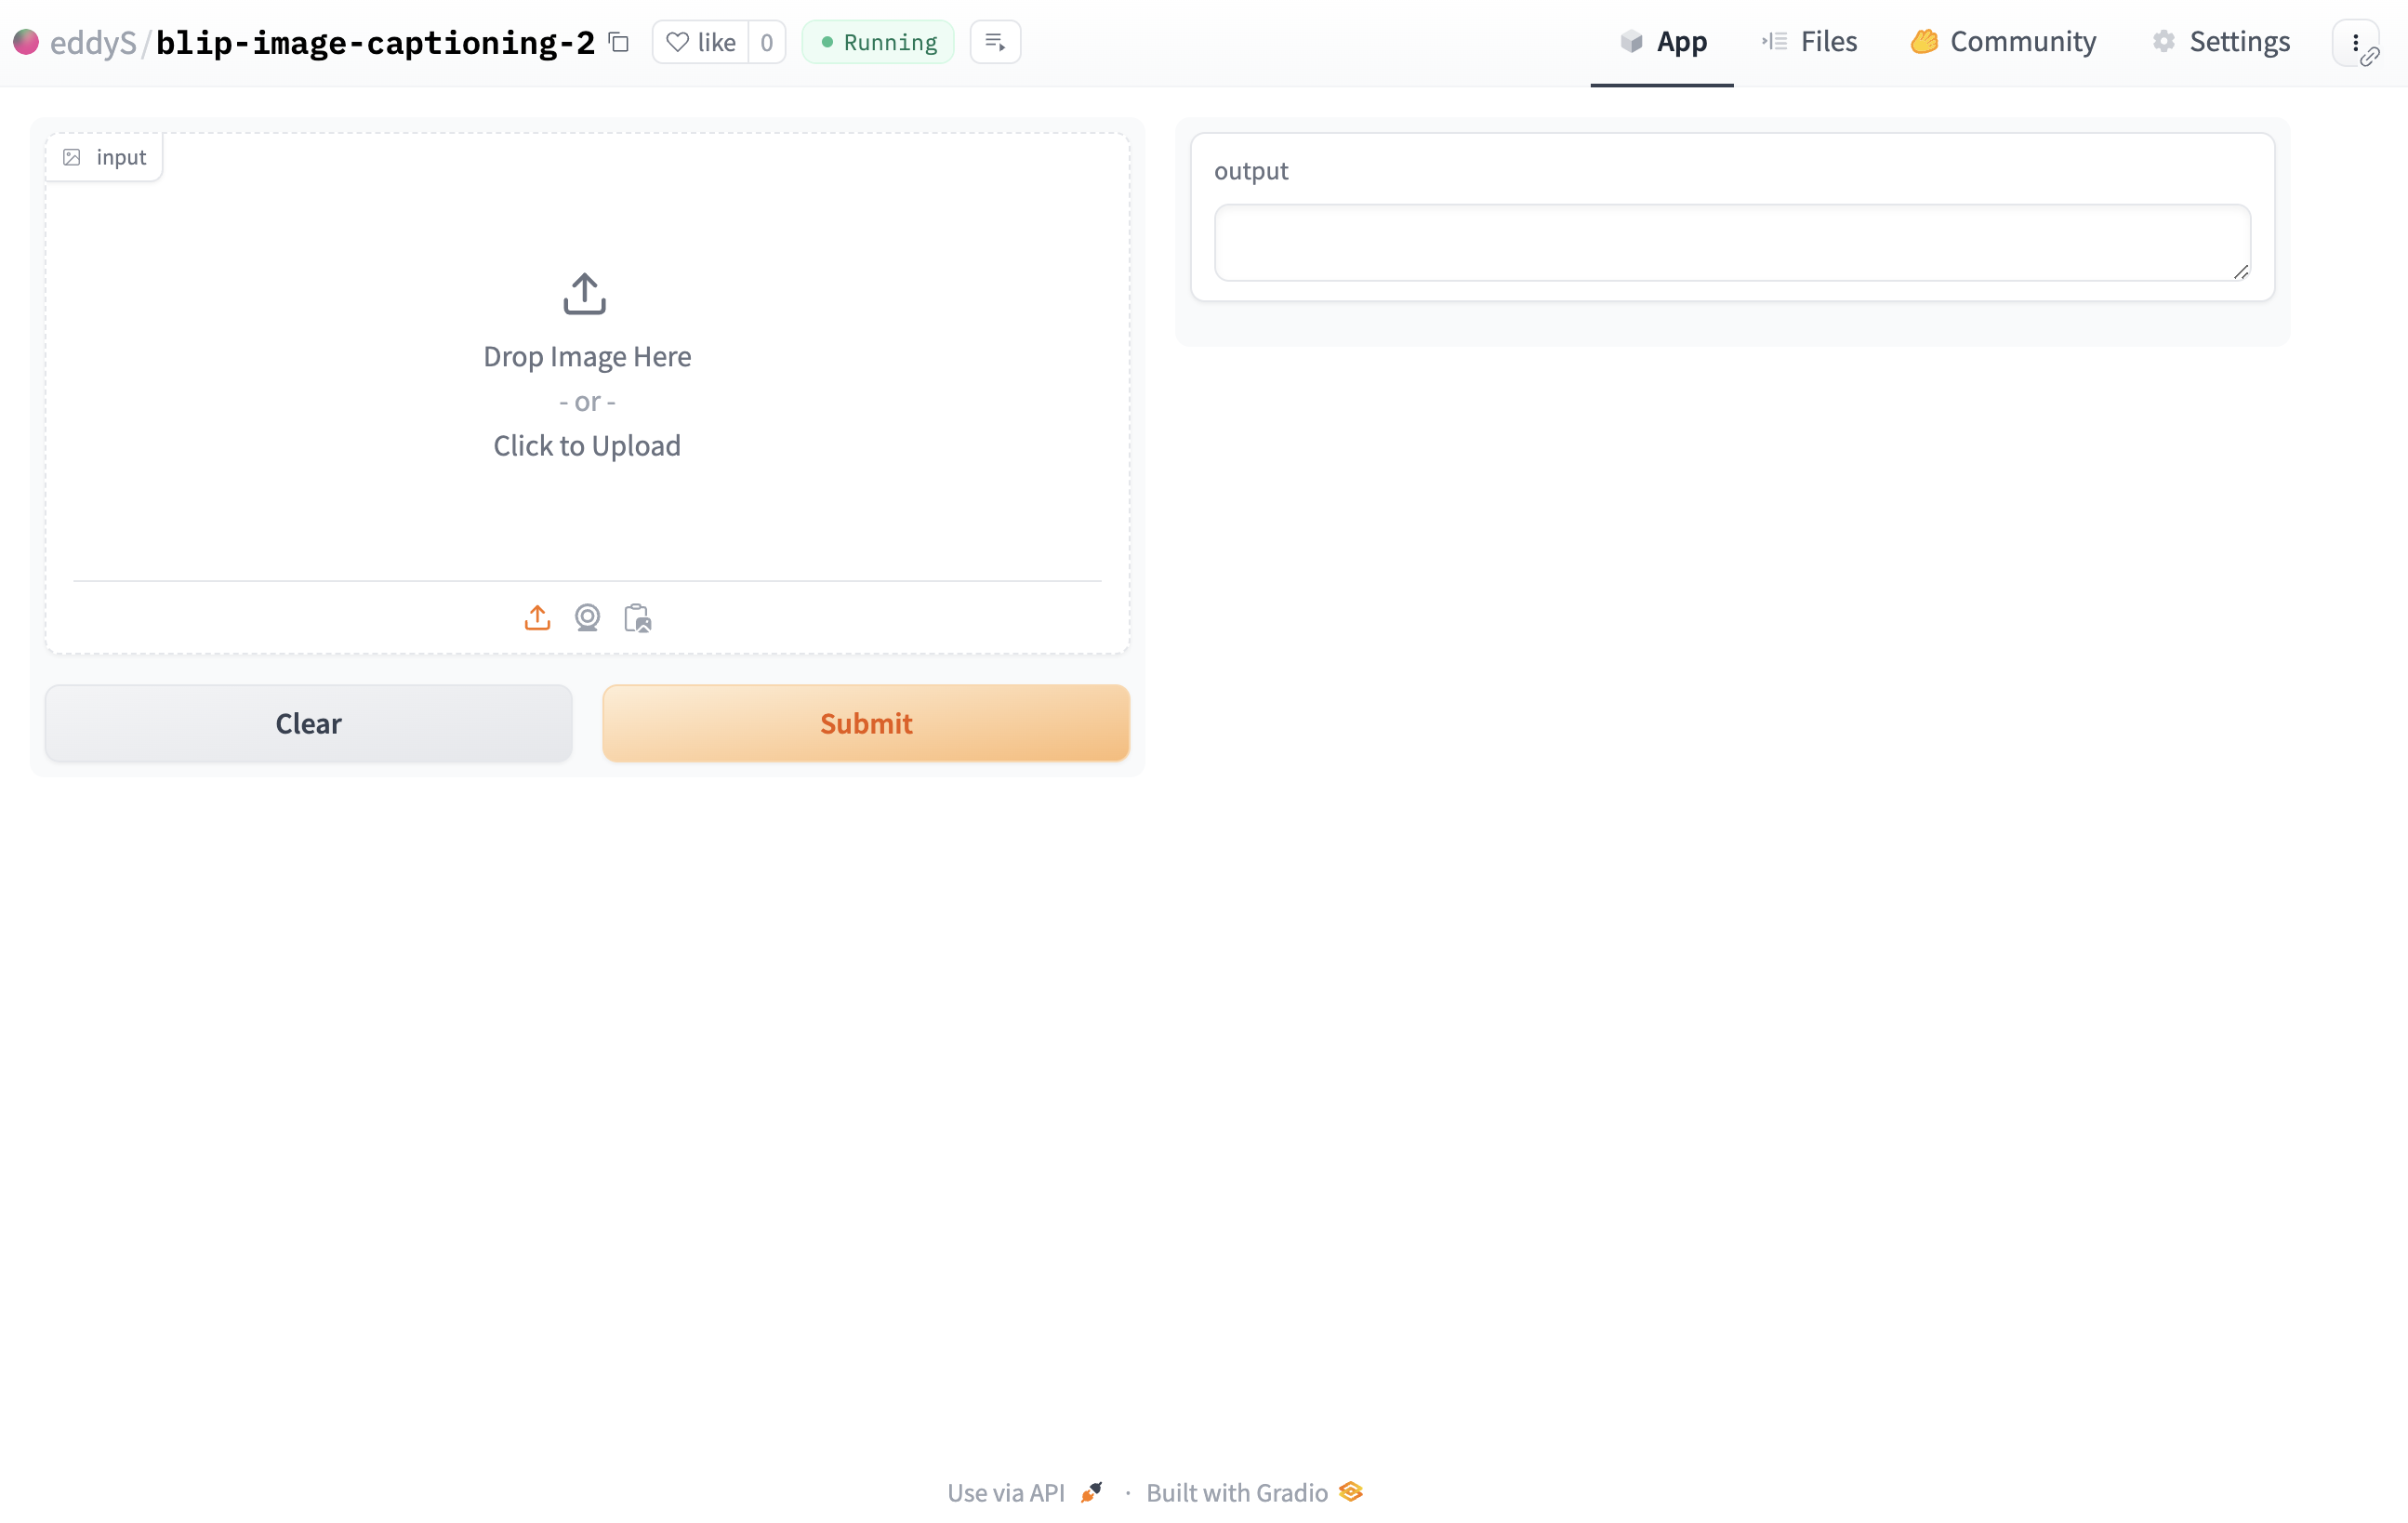 eddyS/blip-image-captioning-2 like 0 Running App Files Community Settings
input
Drop Image Here
- or -
Click to Upload
Clear Submit
output
Use via API · Built with Gradio